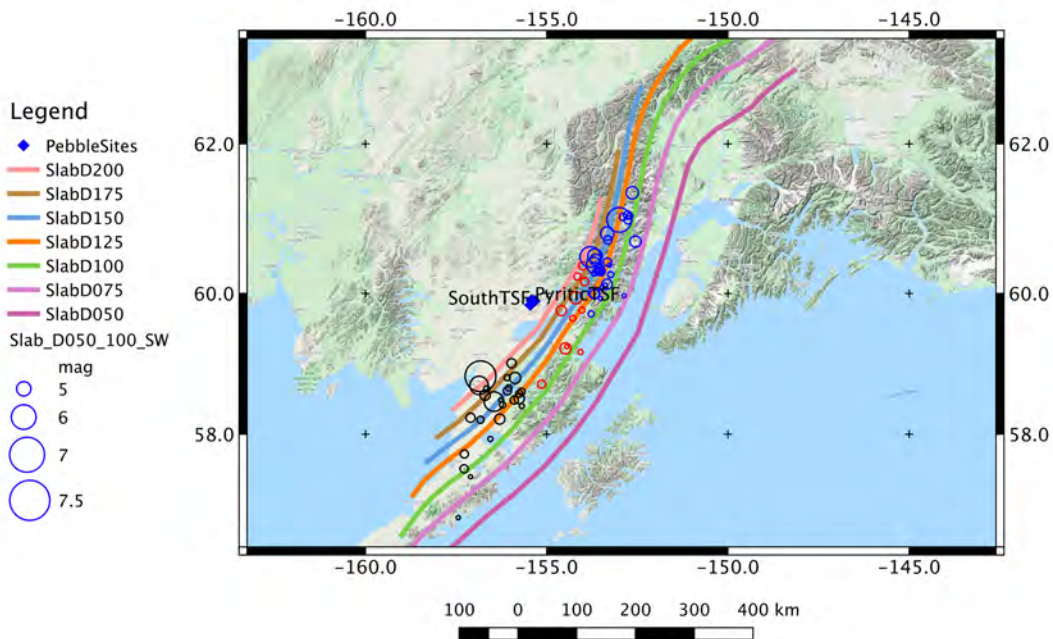 −160.0 −155.0 −150.0 −145.0
Legend
PebbleSites
SlabD200
SlabD175
SlabD150
SlabD125
SlabD100
SlabD075
SlabD050
Slab_D050_100_SW
mag
5
6
7
7.5
62.0 62.0
60.0 60.0
58.0 58.0
SouthTSF PyriticTSF
−160.0 −155.0 −150.0 −145.0
100 0 100 200 300 400 km